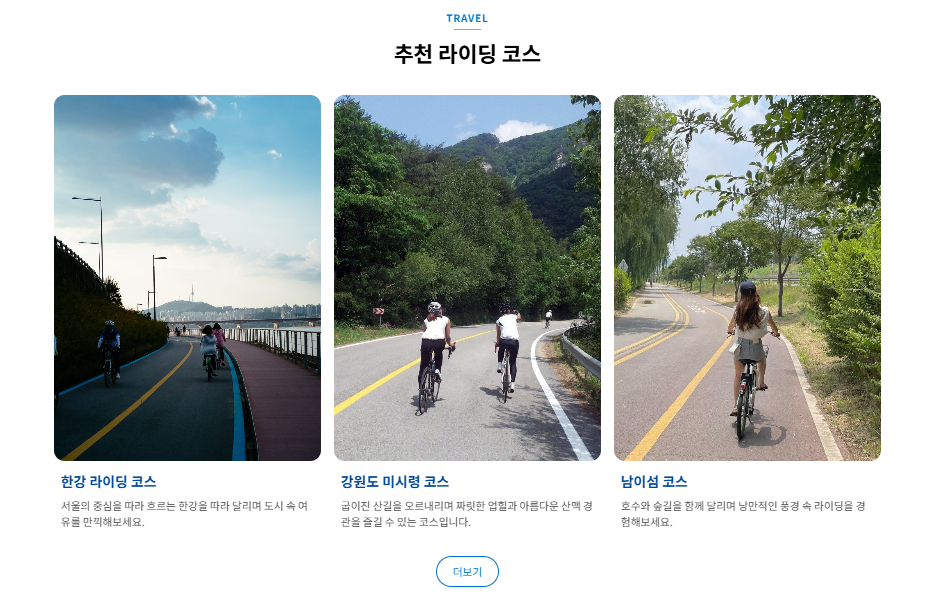 TRAVEL
추천 라이딩 코스
한강 라이딩 코스
서울의 중심을 따라 흐르는 한강을 따라 달리며 도시 속 여
유를 만끽해보세요.
강원도 미시령 코스
굽이진 산길을 오르내리며 짜릿한 업힐과 아름다운 산맥 경
관을 즐길 수 있는 코스입니다.
남이섬 코스
호수와 숲길을 함께 달리며 낭만적인 풍경 속 라이딩을 경
험해보세요.
더보기